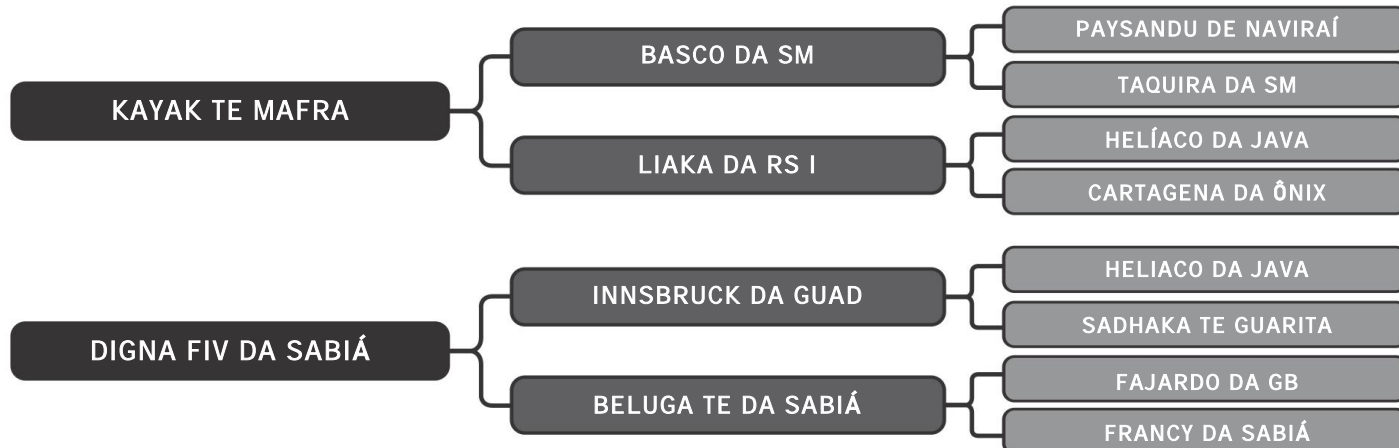 KAYAK TE MAFRA
BASCO DA SM
PAYSANDU DE NAVIRAÍ
TAQUIRA DA SM
LIAKA DA RS I
HELÍACO DA JAVA
CARTAGENA DA ÔNIX
DIGNA FIV DA SABIÁ
INNSBRUCK DA GUAD
HELIACO DA JAVA
SADHAKA TE GUARITA
BELUGA TE DA SABIÁ
FAJARDO DA GB
FRANCY DA SABIÁ